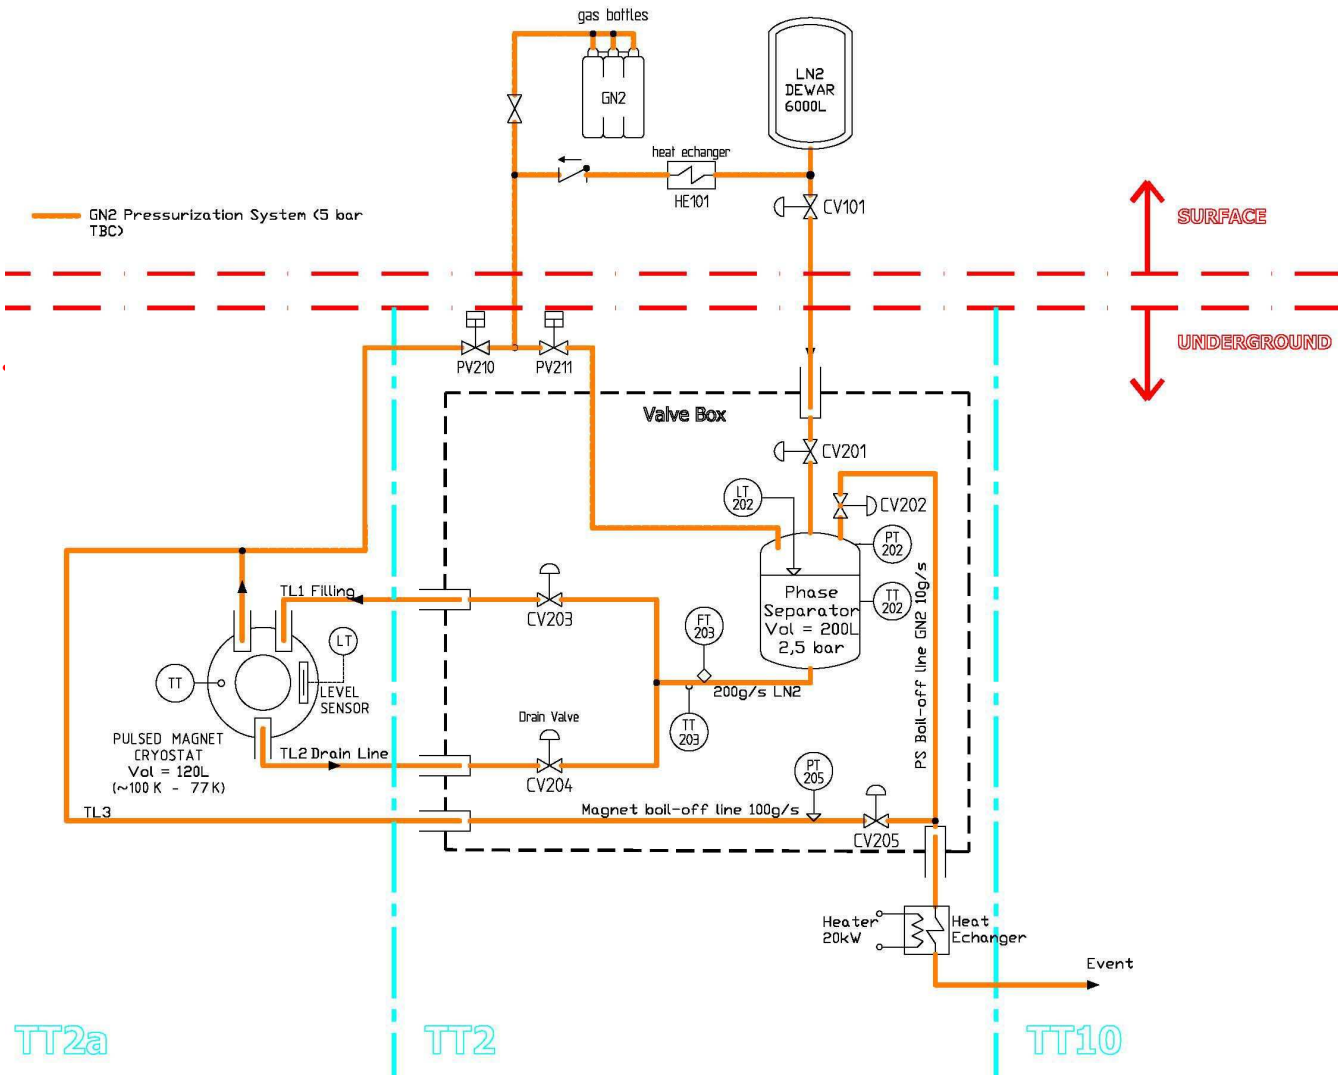 gas bottles
GN2
LN2
DEWAR
6000L
heat echanger
HE101
CV101
GN2 Pressurization System (5 bar
TBC)
SURFACE
UNDERGROUND
PV210
PV211
Valve Box
CV201
LT
202
CV202
PT
202
TT
202
Phase
Separator
Vol = 200L
2,5 bar
PS Boil-off line GN2 10g/s
TL1 Filling
CV203
FT
203
LT
TT
LEVEL
SENSOR
200g/s LN2
TT
203
Drain Valve
PULSED MAGNET
CRYOSTAT
Vol = 120L
(~100 K - 77 K)
TL2 Drain Line
CV204
PT
205
TL3
Magnet boil-off line 100g/s
CV205
Heater
20kW
Heat
Echanger
Event
TT2a
TT2
TT10